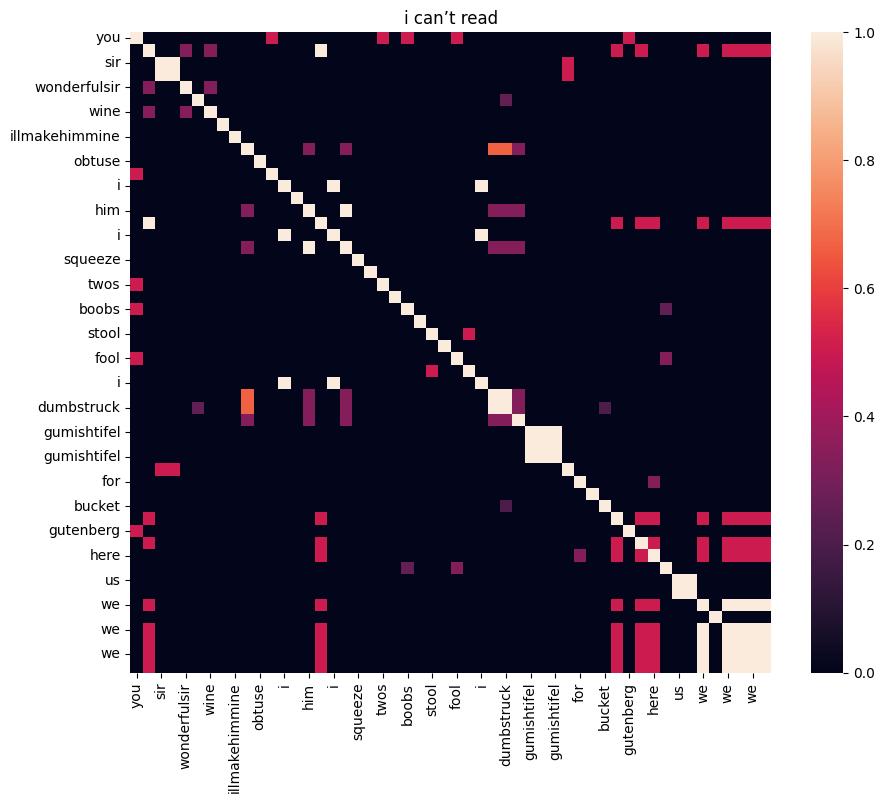 i can’t read
you
sir
wonderfulsir
wine
illmakehimmine
obtuse
i
him
i
squeeze
twos
boobs
stool
fool
i
dumbstruck
gumishtifel
gumishtifel
for
bucket
gutenberg
here
us
we
we
we
you
sir
wonderfulsir
wine
illmakehimmine
obtuse
i
him
i
squeeze
twos
boobs
stool
fool
i
dumbstruck
gumishtifel
gumishtifel
for
bucket
gutenberg
here
us
we
we
we
1.0
0.8
0.6
0.4
0.2
0.0